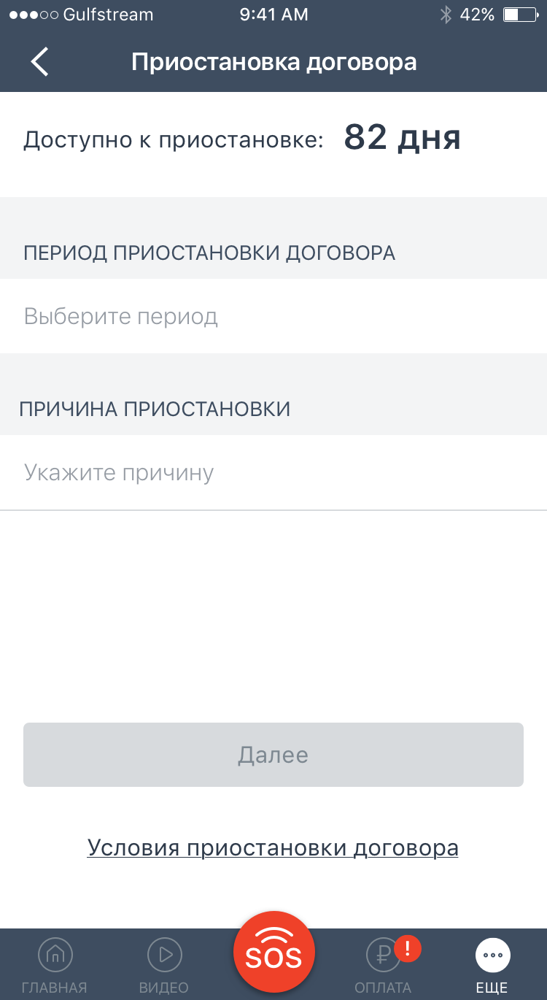 Gulfstream 9:41 AM 42%
Приостановка договора
Доступно к приостановке: 82 дня
ПЕРИОД ПРИОСТАНОВКИ ДОГОВОРА
Выберите период
ПРИЧИНА ПРИОСТАНОВКИ
Укажите причину
Далее
Условия приостановки договора
SOS
₽ !
ГЛАВНАЯ ВИДЕО ОПЛАТА ЕЩЕ